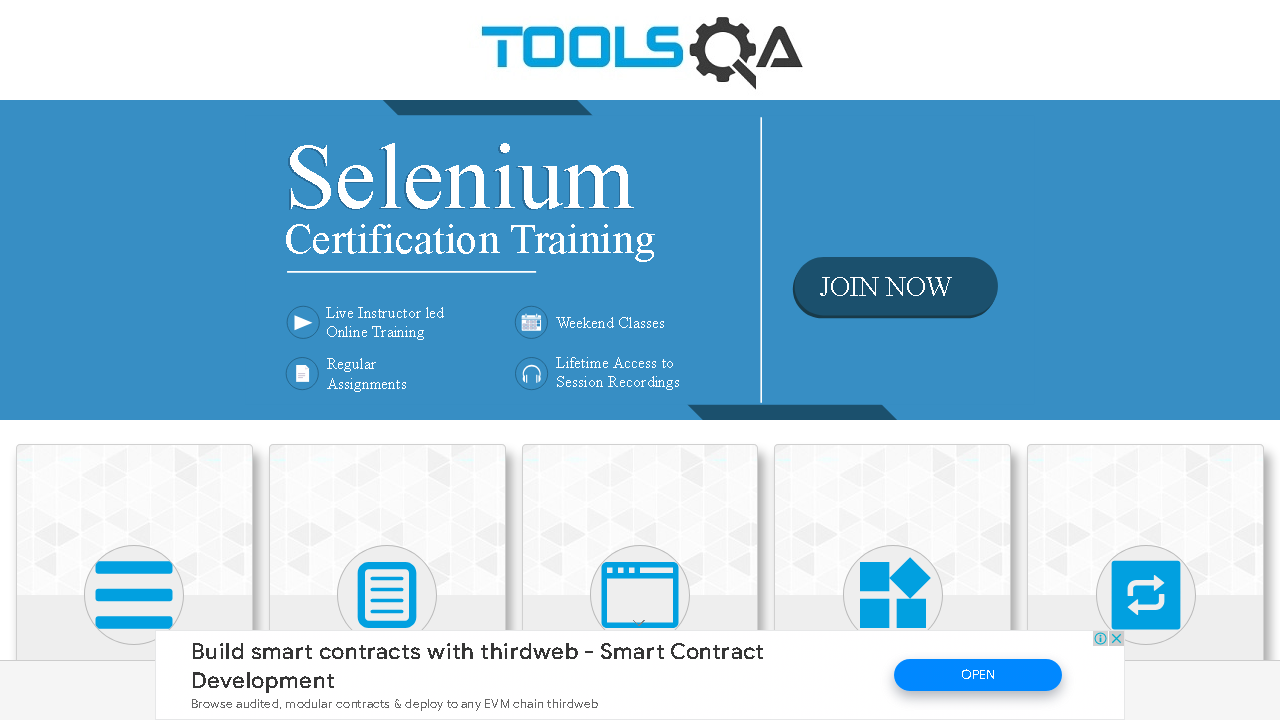 TOOLSQA
Selenium
Certification Training
Live Instructor led
Online Training
Weekend Classes
Regular
Assignments
Lifetime Access to
Session Recordings
JOIN NOW
Build smart contracts with thirdweb - Smart Contract
Development
Browse audited, modular contracts & deploy to any EVM chain thirdweb
OPEN